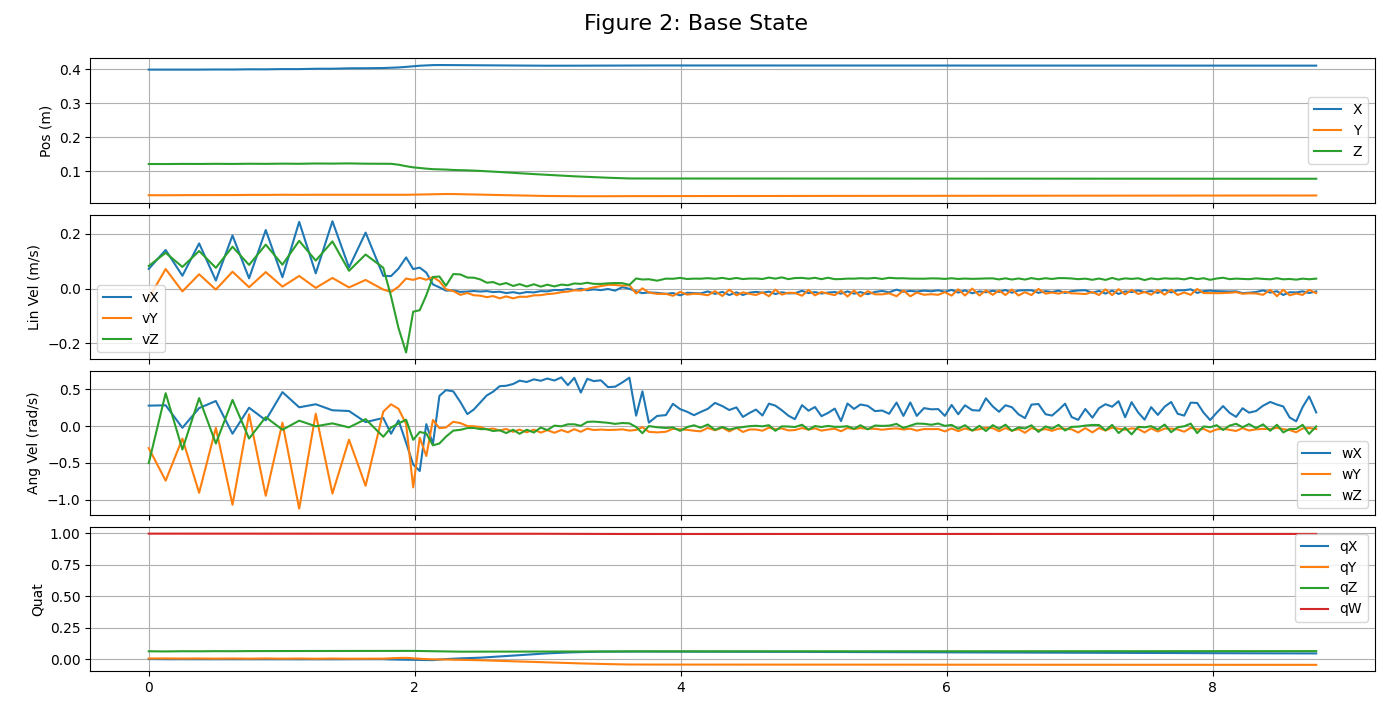 Figure 2: Base State
Pos (m)
0.4
0.3
0.2
0.1
X
Y
Z
Lin Vel (m/s)
0.2
0.0
−0.2
vX
vY
vZ
Ang Vel (rad/s)
0.5
0.0
−0.5
−1.0
wX
wY
wZ
Quat
1.00
0.75
0.50
0.25
0.00
qX
qY
qZ
qW
0 2 4 6 8